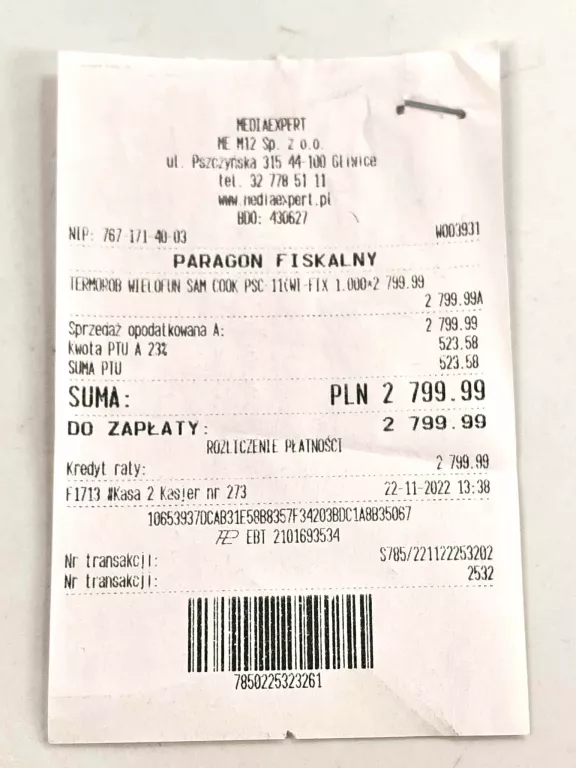 MEDIAEXPERT
ME M12 Sp. z o.o.
ul. Pszczyńska 315 44-100 Gliwice
tel. 32 778 51 11
www.mediaexpert.pl
BDO: 430627
NIP: 767-171-40-03 W003931
PARAGON FISKALNY
TERMOROB WIELOFUN SAM COOK PSC-11(WI-FIX 1.000*2 799.99
2 799.99A
Sprzedaż opodatkowana A: 2 799.99
Kwota PTU A 23% 523.58
SUMA PTU 523.58
SUMA: PLN 2 799.99
DO ZAPŁATY: 2 799.99
ROZLICZENIE PŁATNOŚCI
Kredyt raty: 2 799.99
F1713 #Kasa 2 Kasjer nr 273 22-11-2022 13:38
10653937DCAB31E58B8357F34203BDC1A8B35067
EBT 2101693534
Nr transakcji: S785/221122253202
Nr transakcji: 2532
7850225323261